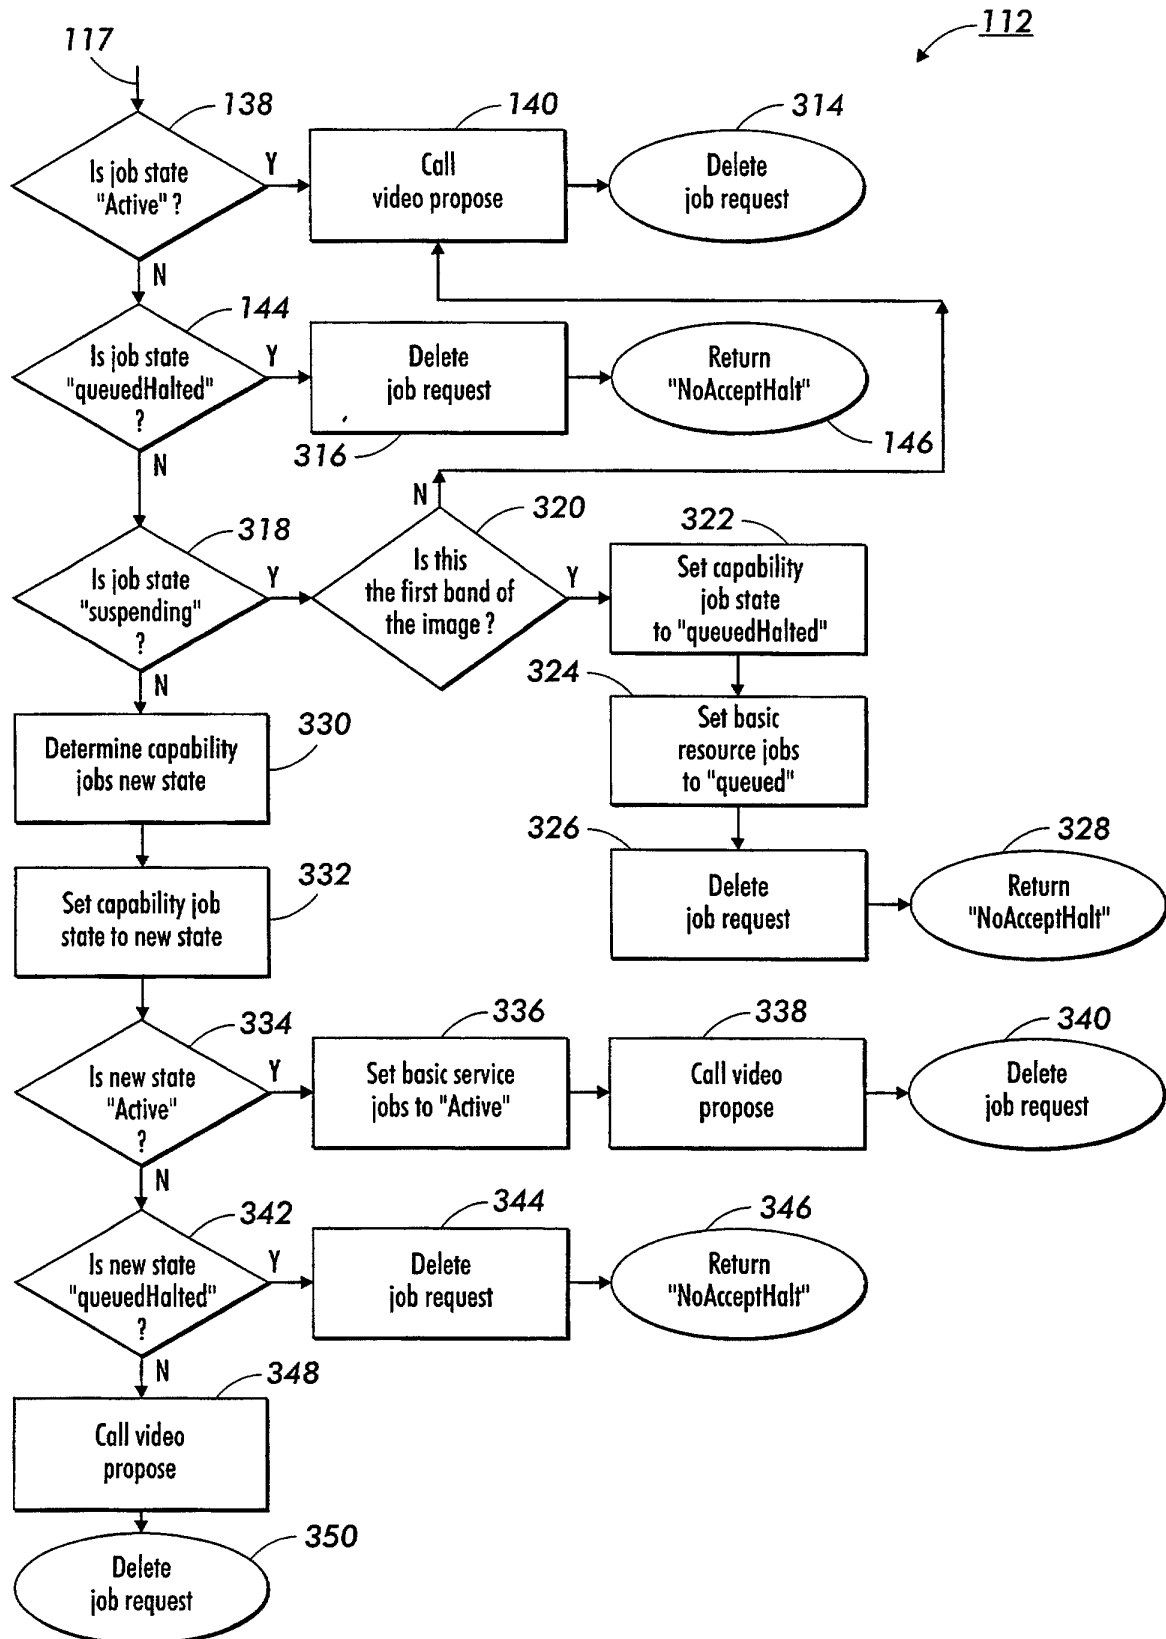 112
117
138
Is job state
"Active" ?
Y
N
140
Call
video propose
314
Delete
job request
144
Is job state
"queuedHalted"
?
Y
N
Delete
job request
316
Return
"NoAcceptHalt"
146
318
Is job state
"suspending"
?
Y
N
320
Is this
the first band of
the image ?
N
Y
322
Set capability
job state
to "queuedHalted"
324
Set basic
resource jobs
to "queued"
326
Delete
job request
328
Return
"NoAcceptHalt"
330
Determine capability
jobs new state
332
Set capability job
state to new state
334
Is new state
"Active"
?
Y
N
336
Set basic service
jobs to "Active"
338
Call video
propose
340
Delete
job request
342
Is new state
"queuedHalted"
?
Y
N
344
Delete
job request
346
Return
"NoAcceptHalt"
348
Call video
propose
350
Delete
job request